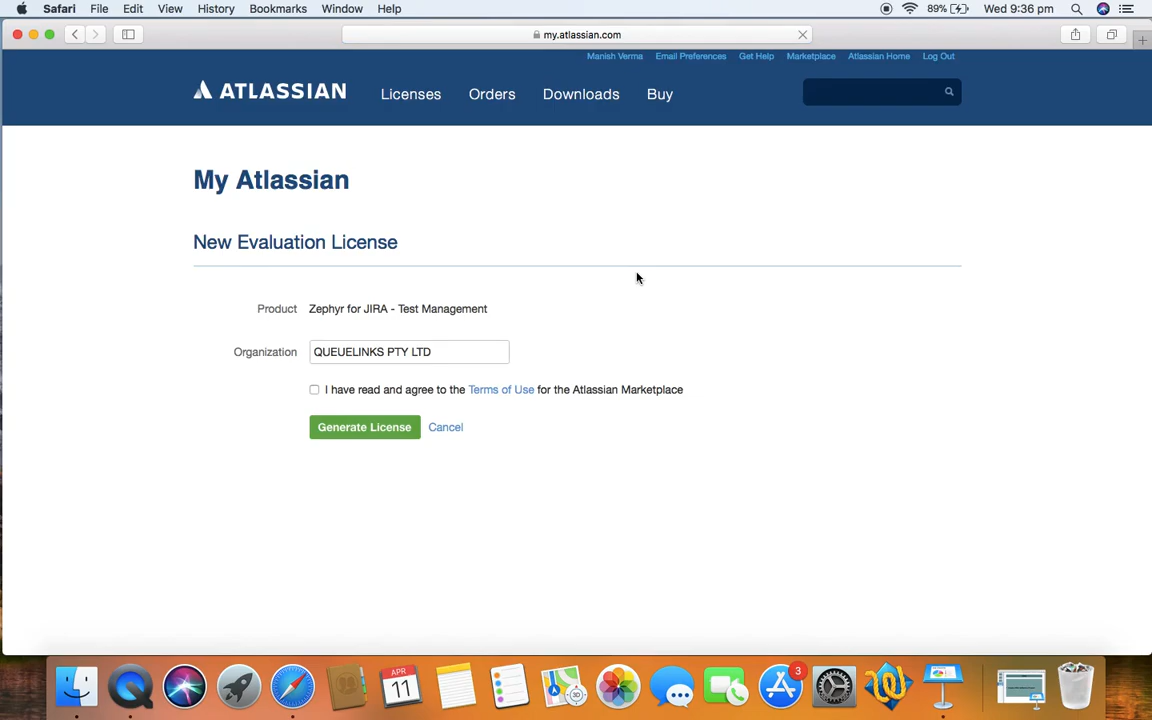 Safari File Edit View History Bookmarks Window Help 89% Wed 9:36 pm
my.atlassian.com
Manish Verma Email Preferences Get Help Marketplace Atlassian Home Log Out
ATLASSIAN Licenses Orders Downloads Buy
My Atlassian
New Evaluation License
Product Zephyr for JIRA - Test Management
Organization QUEUELINKS PTY LTD
I have read and agree to the Terms of Use for the Atlassian Marketplace
Generate License Cancel
APR
11
3D
3